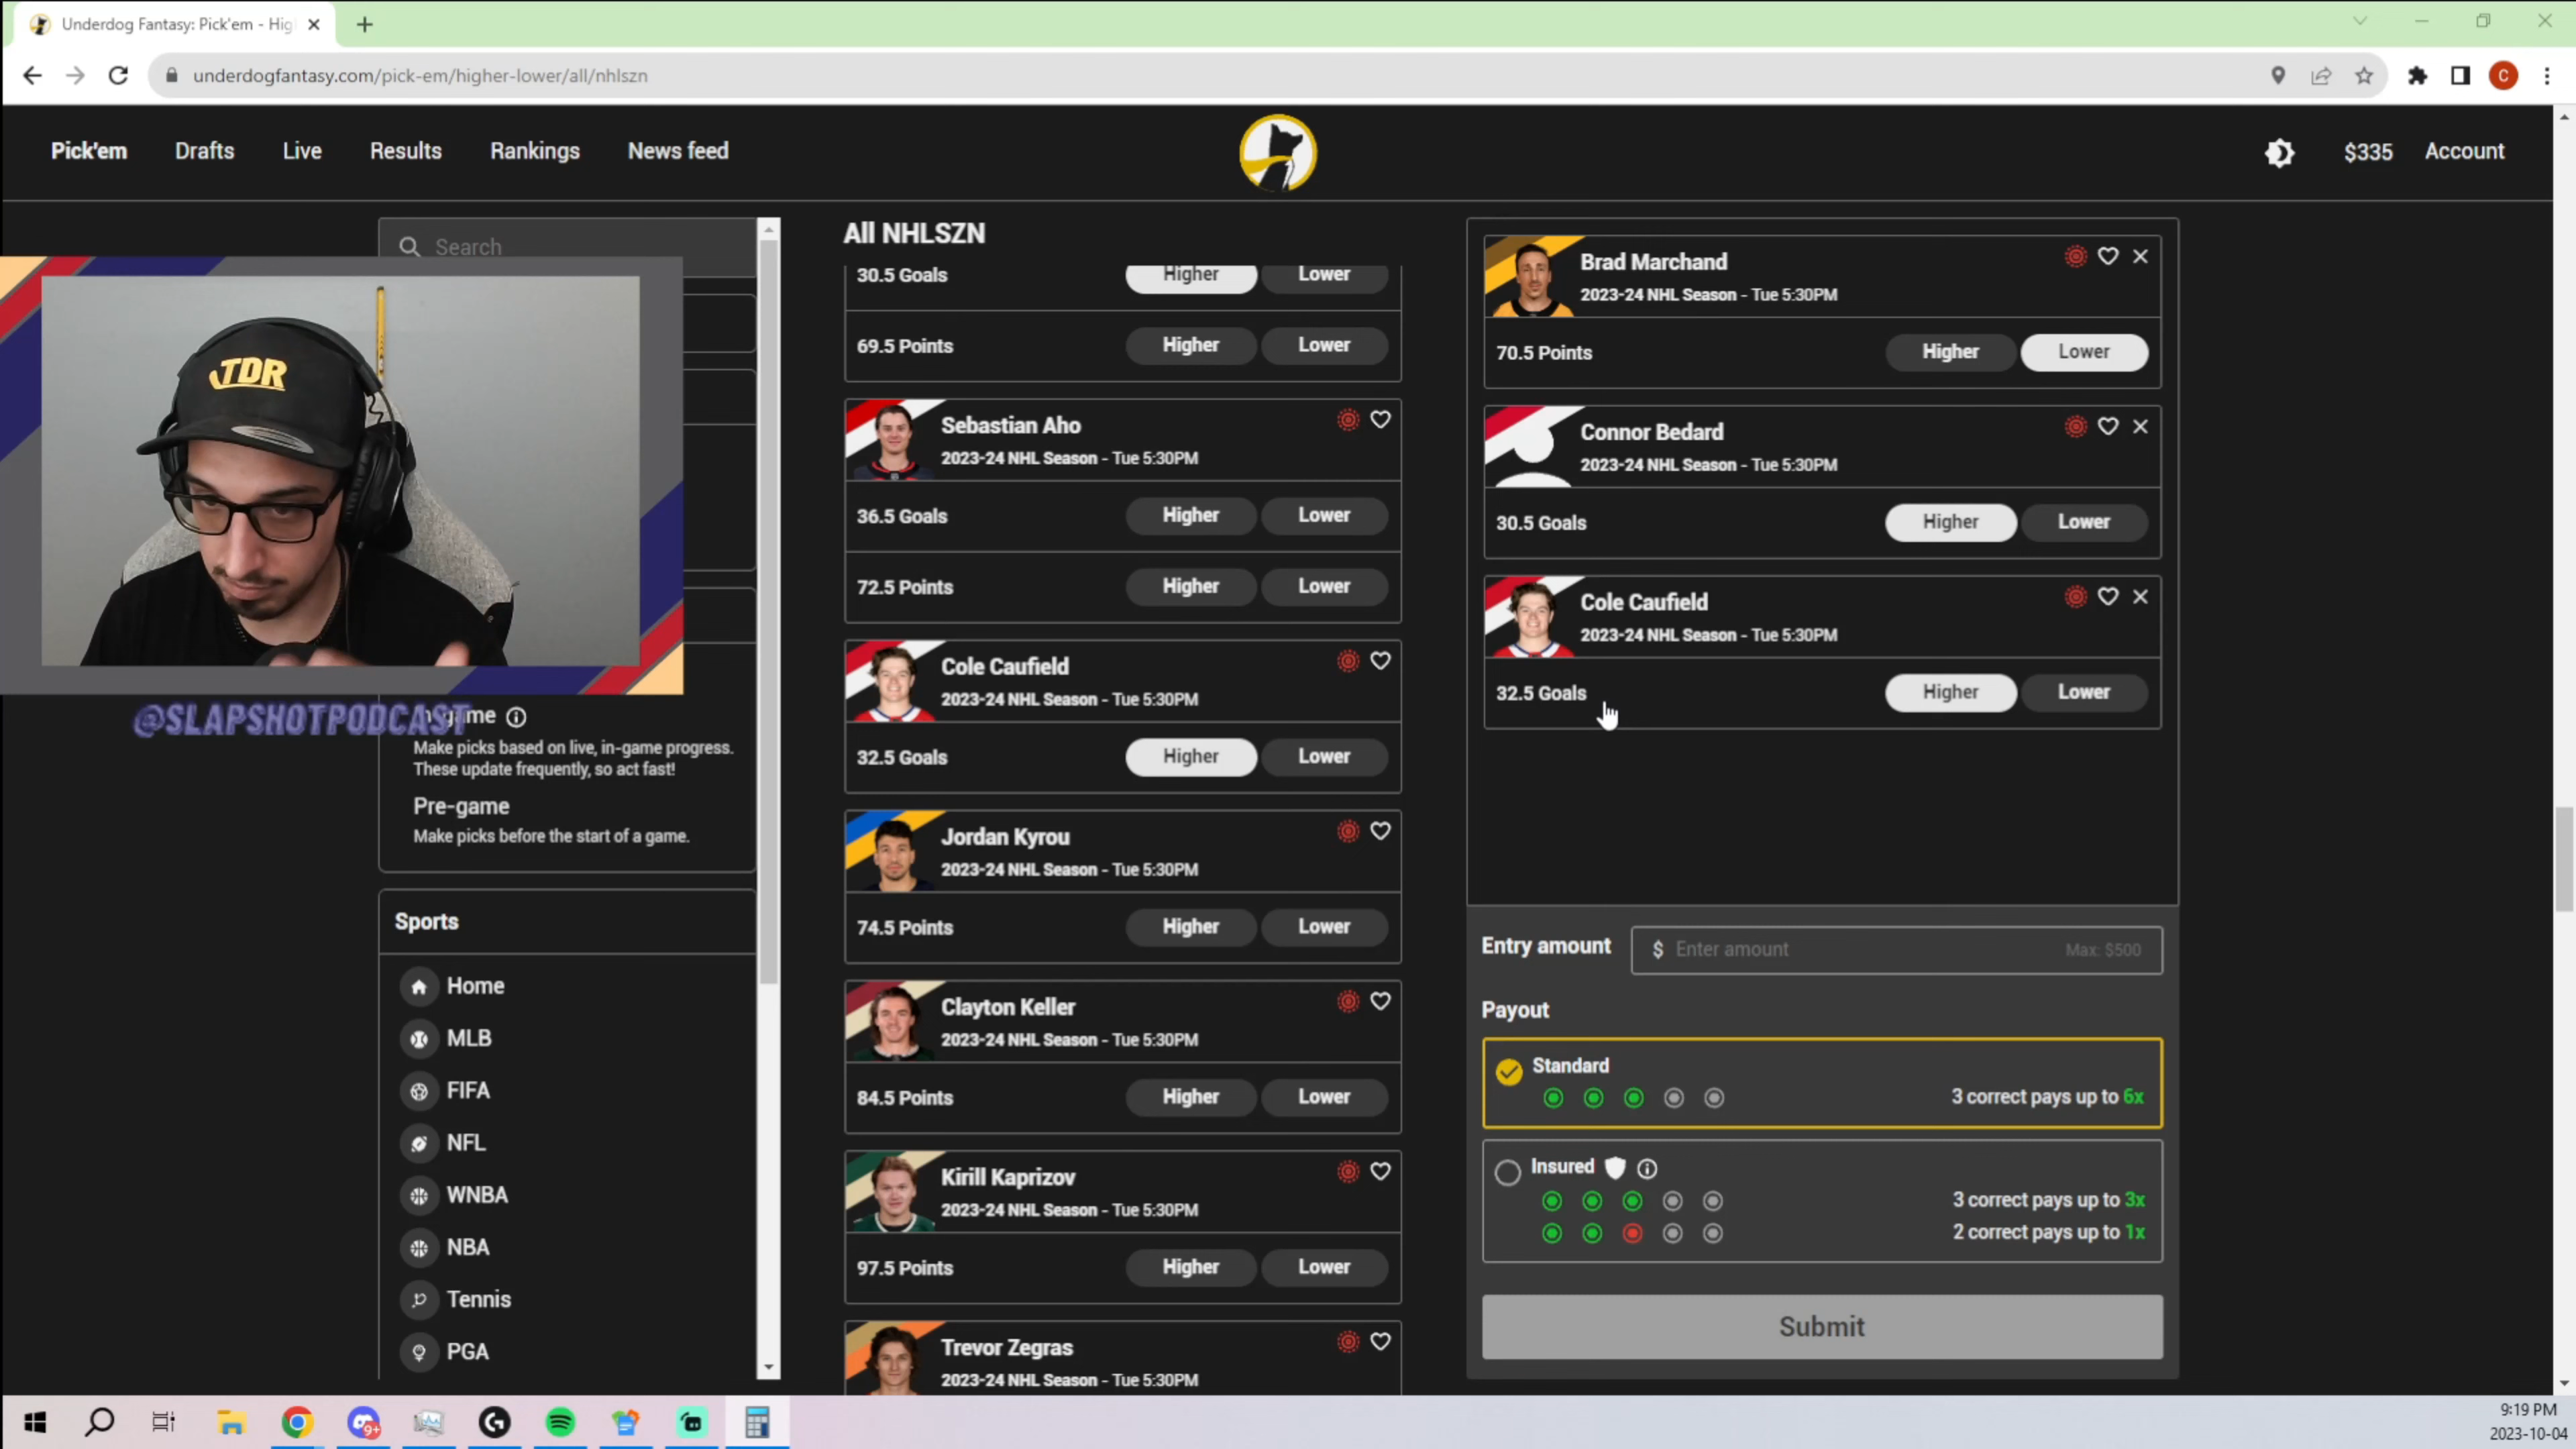 Underdog Fantasy: Pick'em - Hig
underdogfantasy.com/pick-em/higher-lower/all/nhlszn
C
Pick'em Drafts Live Results Rankings News feed
$335 Account
Search
TDR
@SLAPSHOTPODCAST
game
Make picks based on live, in-game progress.
These update frequently, so act fast!
Pre-game
Make picks before the start of a game.
Sports
Home
MLB
FIFA
NFL
WNBA
NBA
Tennis
PGA
All NHLSZN
30.5 Goals Higher Lower
69.5 Points Higher Lower
Sebastian Aho
2023-24 NHL Season - Tue 5:30PM
36.5 Goals Higher Lower
72.5 Points Higher Lower
Cole Caufield
2023-24 NHL Season - Tue 5:30PM
32.5 Goals Higher Lower
Jordan Kyrou
2023-24 NHL Season - Tue 5:30PM
74.5 Points Higher Lower
Clayton Keller
2023-24 NHL Season - Tue 5:30PM
84.5 Points Higher Lower
Kirill Kaprizov
2023-24 NHL Season - Tue 5:30PM
97.5 Points Higher Lower
Trevor Zegras
2023-24 NHL Season - Tue 5:30PM
Brad Marchand
2023-24 NHL Season - Tue 5:30PM
70.5 Points Higher Lower
Connor Bedard
2023-24 NHL Season - Tue 5:30PM
30.5 Goals Higher Lower
Cole Caufield
2023-24 NHL Season - Tue 5:30PM
32.5 Goals Higher Lower
Entry amount $ Enter amount Max: $500
Payout
Standard
3 correct pays up to 6x
Insured
3 correct pays up to 3x
2 correct pays up to 1x
Submit
9+
9:19 PM
2023-10-04